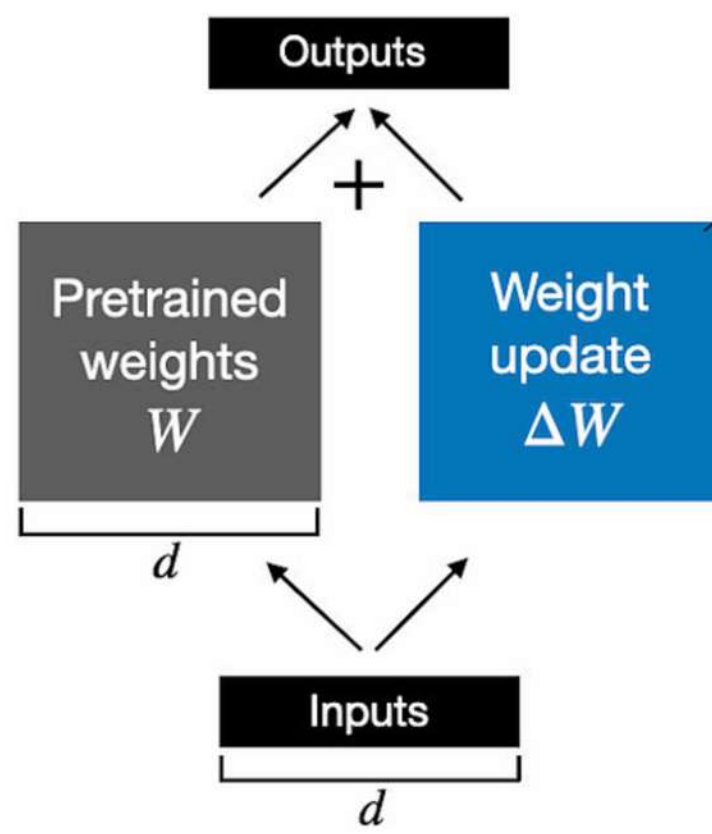 Outputs
+
Pretrained
weights
W
Weight
update
ΔW
d
Inputs
d